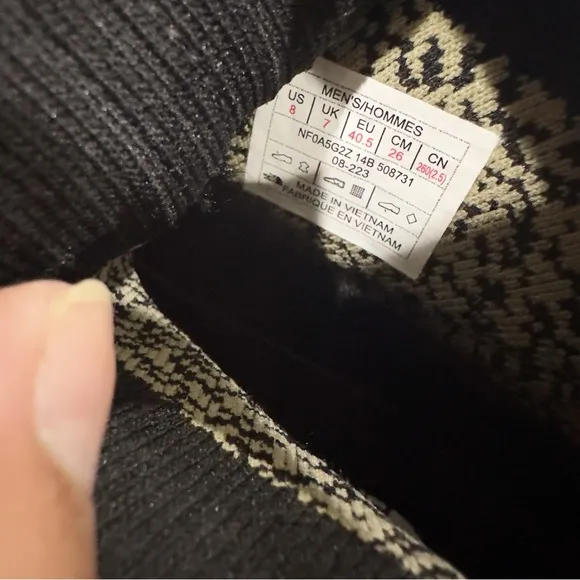 MEN'S/HOMMES
US UK EU CM CN
8 7 40.5 26 260(2.5)
NF0A5G2Z 14B 508731
08-223
MADE IN VIETNAM
FABRIQUE EN VIETNAM